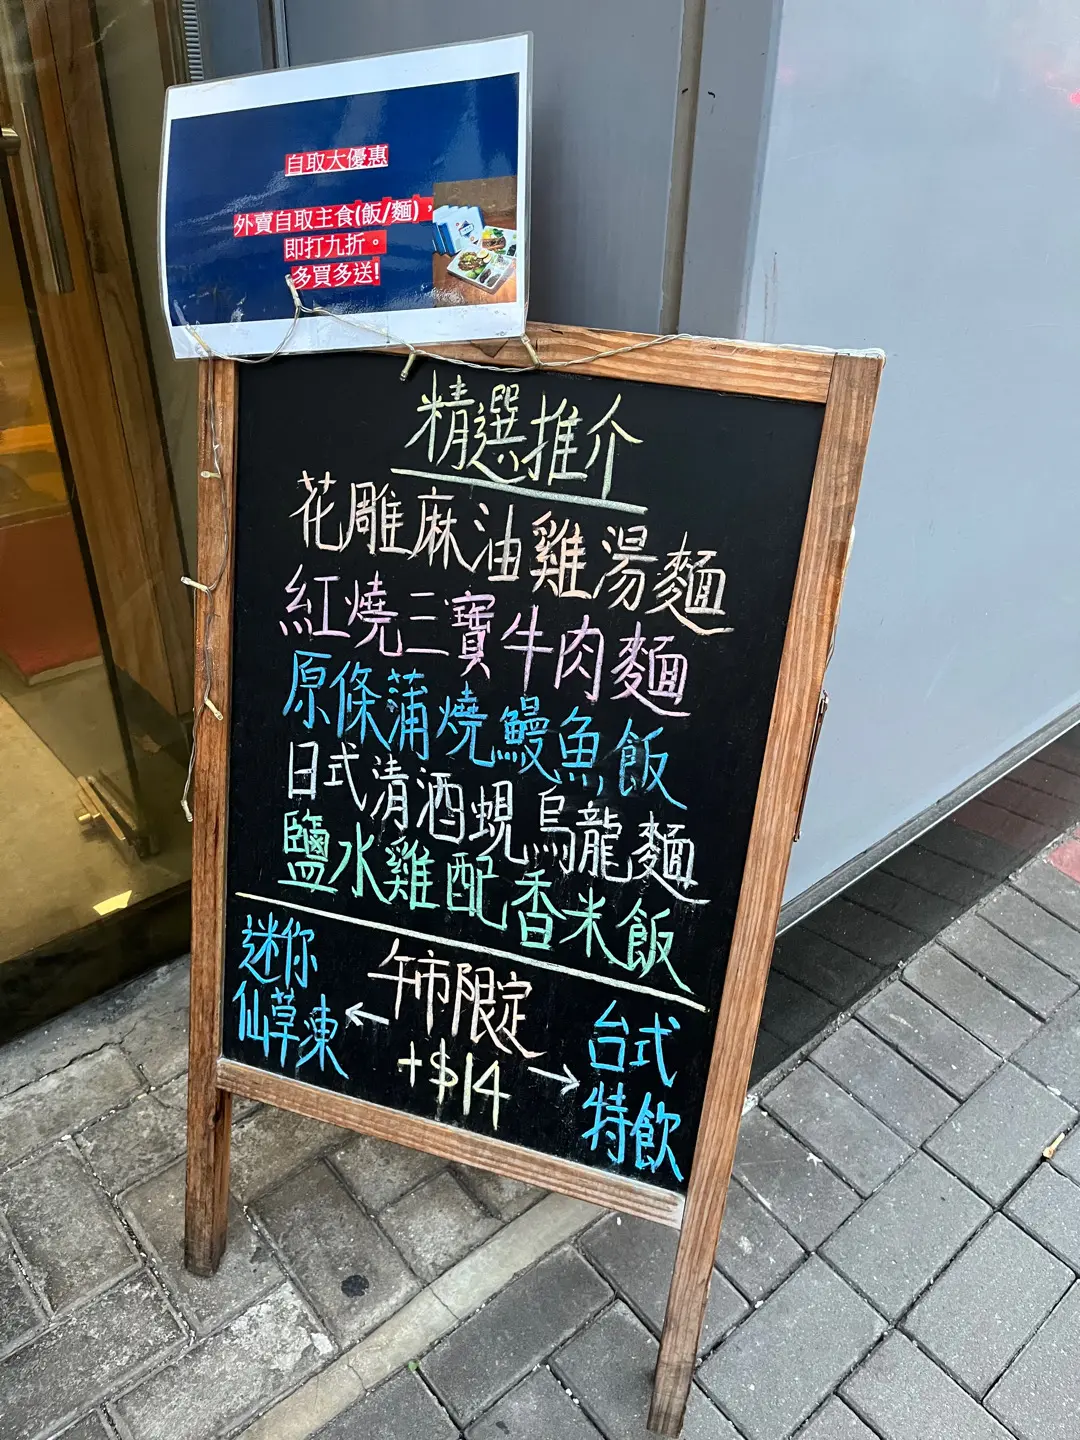 自取大優惠
外賣自取主食(飯/麵)，
即打九折。
多買多送!
精選推介
花雕麻油雞湯麵
紅燒三寶牛肉麵
原條蒲燒鰻魚飯
日式清酒蜆烏龍麵
鹽水雞配香米飯
迷你
仙草凍
←
午市限定
+$14
→
台式
特飲